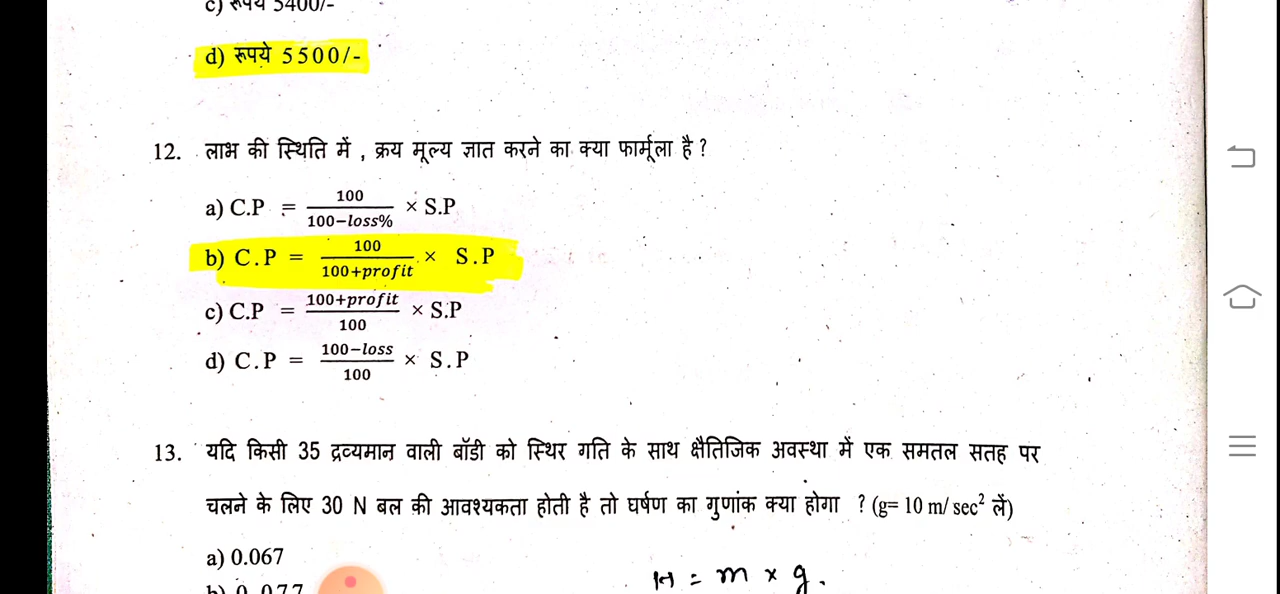 c) रूपये 5400/-
d) रूपये 5500/-
12. लाभ की स्थिति में , क्रय मूल्य ज्ञात करने का क्या फार्मूला है ?
a) C.P = 100/(100−loss%) × S.P
b) C.P = 100/(100+profit) × S.P
c) C.P = (100+profit)/100 × S.P
d) C.P = (100−loss)/100 × S.P
13. यदि किसी 35 द्रव्यमान वाली बॉडी को स्थिर गति के साथ क्षैतिजिक अवस्था में एक समतल सतह पर
चलने के लिए 30 N बल की आवश्यकता होती है तो घर्षण का गुणांक क्या होगा ? (g= 10 m/ sec² लें)
a) 0.067
= m × g.